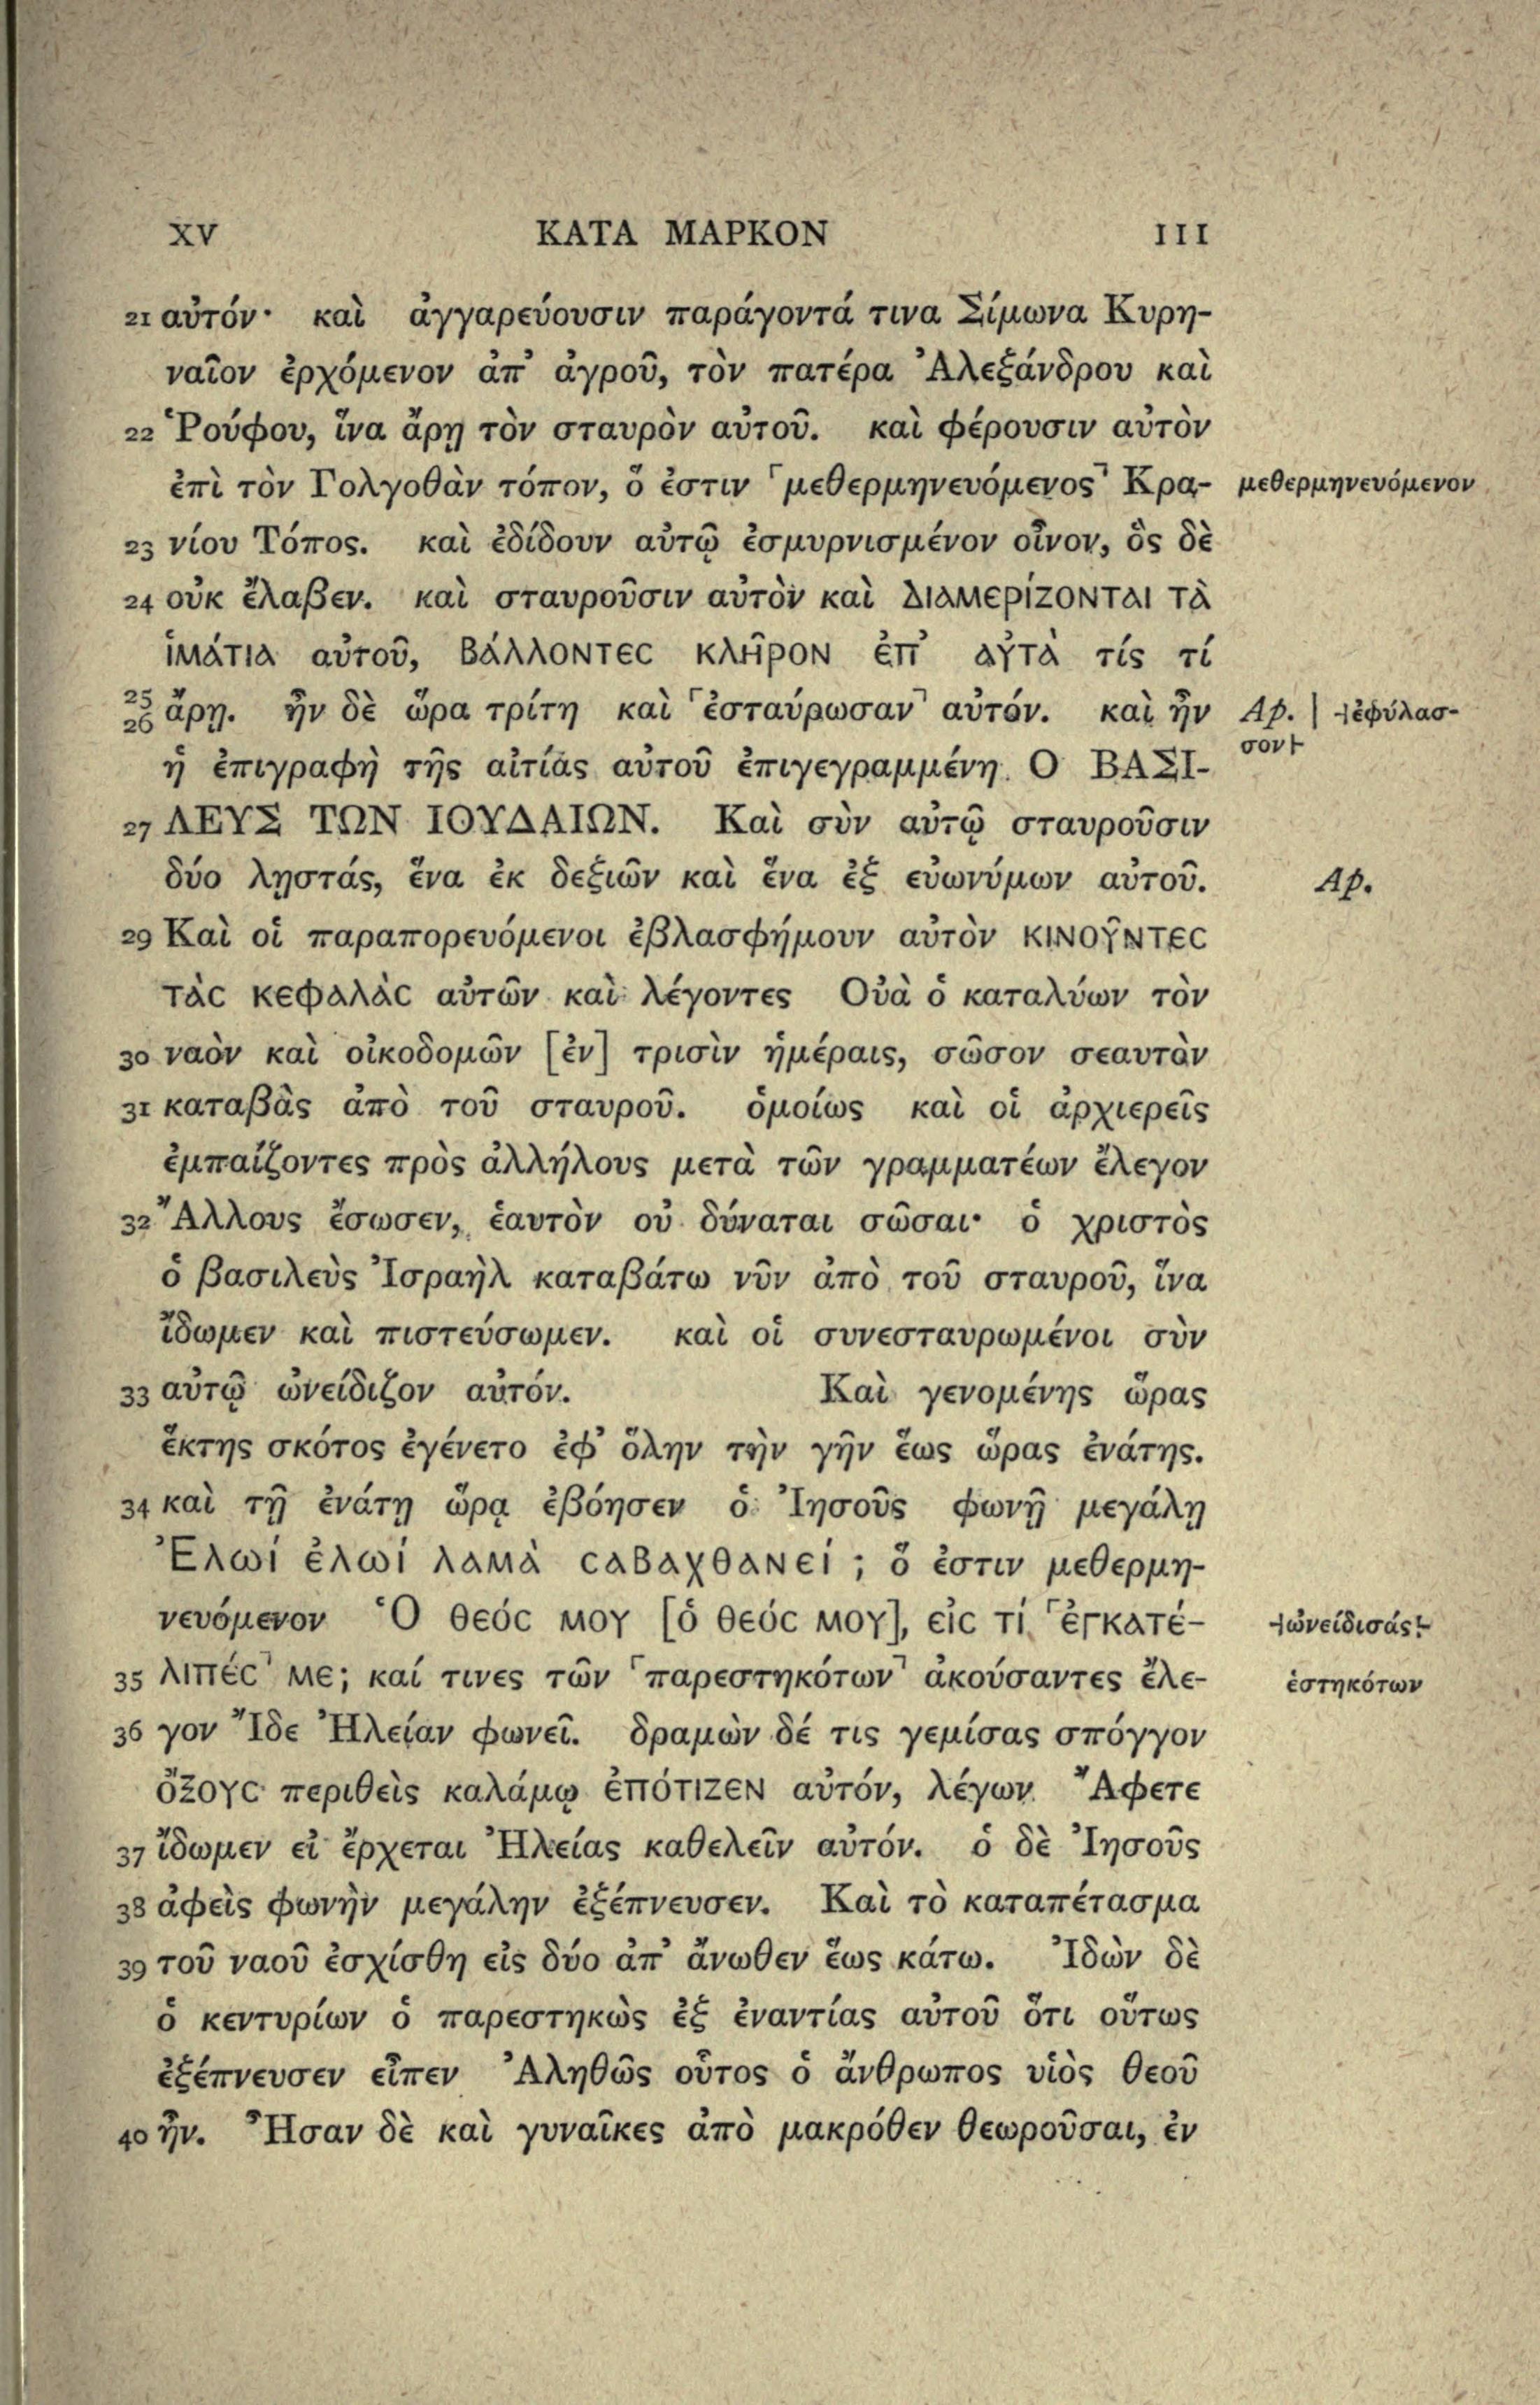 XV ΚΑΤΑ ΜΑΡΚΟΝ 111
21 αὐτόν· καὶ ἀγγαρεύουσιν παράγοντά τινα Σίμωνα Κυρη-
ναῖον ἐρχόμενον ἀπ’ ἀγροῦ, τὸν πατέρα Ἀλεξάνδρου καὶ
22 Ῥούφου, ἵνα ἄρῃ τὸν σταυρὸν αὐτοῦ. καὶ φέρουσιν αὐτὸν
ἐπὶ τὸν Γολγοθὰν τόπον, ὅ ἐστιν ⸢μεθερμηνευόμενος⸣ Κρα- μεθερμηνευόμενον
23 νίου Τόπος. καὶ ἐδίδουν αὐτῷ ἐσμυρνισμένον οἶνον, ὃς δὲ
24 οὐκ ἔλαβεν. καὶ σταυροῦσιν αὐτὸν καὶ διαμερίζονται τὰ
ἱμάτια αὐτοῦ, βάλλοντες κλῆρον ἐπ’ αὐτὰ τίς τί
25 26 ἄρῃ. ἦν δὲ ὥρα τρίτη καὶ ⸢ἐσταύρωσαν⸣ αὐτόν. καὶ ἦν Ap. | ⊣ἐφύλασ-
σον⊢
ἡ ἐπιγραφὴ τῆς αἰτίας αὐτοῦ ἐπιγεγραμμένη Ο ΒΑΣΙ-
27 ΛΕΥΣ ΤΩΝ ΙΟΥΔΑΙΩΝ. Καὶ σὺν αὐτῷ σταυροῦσιν
δύο λῃστάς, ἕνα ἐκ δεξιῶν καὶ ἕνα ἐξ εὐωνύμων αὐτοῦ. Ap.
29 Καὶ οἱ παραπορευόμενοι ἐβλασφήμουν αὐτὸν κινοῦντες
τὰς κεφαλὰς αὐτῶν καὶ λέγοντες Οὐὰ ὁ καταλύων τὸν
30 ναὸν καὶ οἰκοδομῶν [ἐν] τρισὶν ἡμέραις, σῶσον σεαυτὸν
31 καταβὰς ἀπὸ τοῦ σταυροῦ. ὁμοίως καὶ οἱ ἀρχιερεῖς
ἐμπαίζοντες πρὸς ἀλλήλους μετὰ τῶν γραμματέων ἔλεγον
32 Ἄλλους ἔσωσεν, ἑαυτὸν οὐ δύναται σῶσαι· ὁ χριστὸς
ὁ βασιλεὺς Ἰσραὴλ καταβάτω νῦν ἀπὸ τοῦ σταυροῦ, ἵνα
ἴδωμεν καὶ πιστεύσωμεν. καὶ οἱ συνεσταυρωμένοι σὺν
33 αὐτῷ ὠνείδιζον αὐτόν. Καὶ γενομένης ὥρας
ἕκτης σκότος ἐγένετο ἐφ’ ὅλην τὴν γῆν ἕως ὥρας ἐνάτης.
34 καὶ τῇ ἐνάτῃ ὥρᾳ ἐβόησεν ὁ Ἰησοῦς φωνῇ μεγάλῃ
Ἐλωί ἐλωί λαμὰ σαβαχθανεί; ὅ ἐστιν μεθερμη-
νευόμενον Ὁ θεός μου [ὁ θεός μου], εἰς τί ⸢ἐγκατέ- ⊣ὠνείδισάς⊢
35 λιπές⸣ με; καί τινες τῶν ⸢παρεστηκότων⸣ ἀκούσαντες ἔλε- ἑστηκότων
36 γον Ἴδε Ἠλείαν φωνεῖ. δραμὼν δέ τις γεμίσας σπόγγον
ὄξους περιθεὶς καλάμῳ ἐπότιζεν αὐτόν, λέγων Ἄφετε
37 ἴδωμεν εἰ ἔρχεται Ἠλείας καθελεῖν αὐτόν. ὁ δὲ Ἰησοῦς
38 ἀφεὶς φωνὴν μεγάλην ἐξέπνευσεν. Καὶ τὸ καταπέτασμα
39 τοῦ ναοῦ ἐσχίσθη εἰς δύο ἀπ’ ἄνωθεν ἕως κάτω. Ἰδὼν δὲ
ὁ κεντυρίων ὁ παρεστηκὼς ἐξ ἐναντίας αὐτοῦ ὅτι οὕτως
ἐξέπνευσεν εἶπεν Ἀληθῶς οὗτος ὁ ἄνθρωπος υἱὸς θεοῦ
40 ἦν. Ἦσαν δὲ καὶ γυναῖκες ἀπὸ μακρόθεν θεωροῦσαι, ἐν